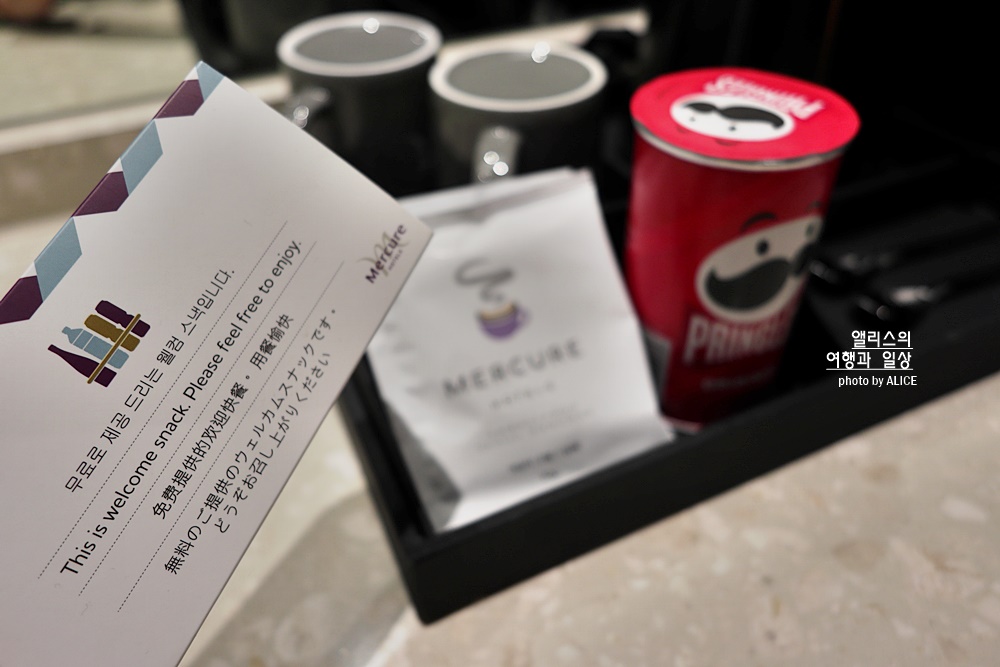 Mercure
HOTELS
무료로 제공 드리는 웰컴 스낵입니다.
This is welcome snack. Please feel free to enjoy.
免费提供的欢迎快餐。用餐愉快
無料のご提供のウェルカムスナックです。
どうぞお召し上がりください
MERCURE
HOTELS
PRINGLES
앨리스의
여행과 일상
photo by ALICE